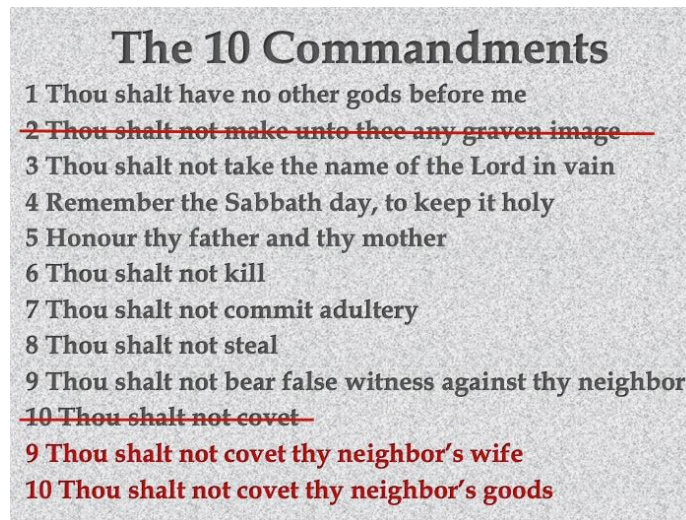 The 10 Commandments
1 Thou shalt have no other gods before me
2 Thou shalt not make unto thee any graven image
3 Thou shalt not take the name of the Lord in vain
4 Remember the Sabbath day, to keep it holy
5 Honour thy father and thy mother
6 Thou shalt not kill
7 Thou shalt not commit adultery
8 Thou shalt not steal
9 Thou shalt not bear false witness against thy neighbor
10 Thou shalt not covet
9 Thou shalt not covet thy neighbor’s wife
10 Thou shalt not covet thy neighbor’s goods